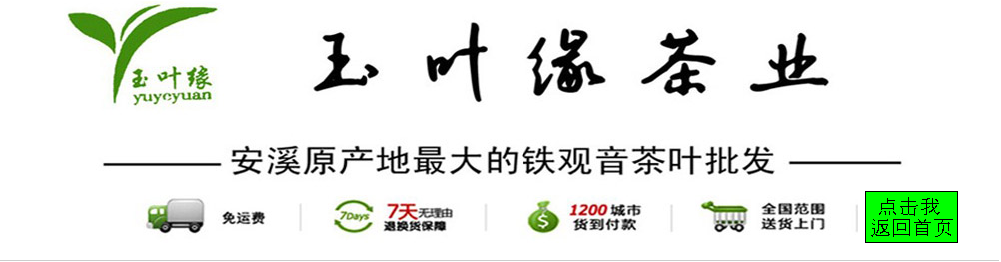 玉叶缘
yuyeyuan
玉叶缘茶业
安溪原产地最大的铁观音茶叶批发
免运费
7Days
7天无理由
退换货保障
$
1200城市
货到付款
全国范围
送货上门
点击我
返回首页